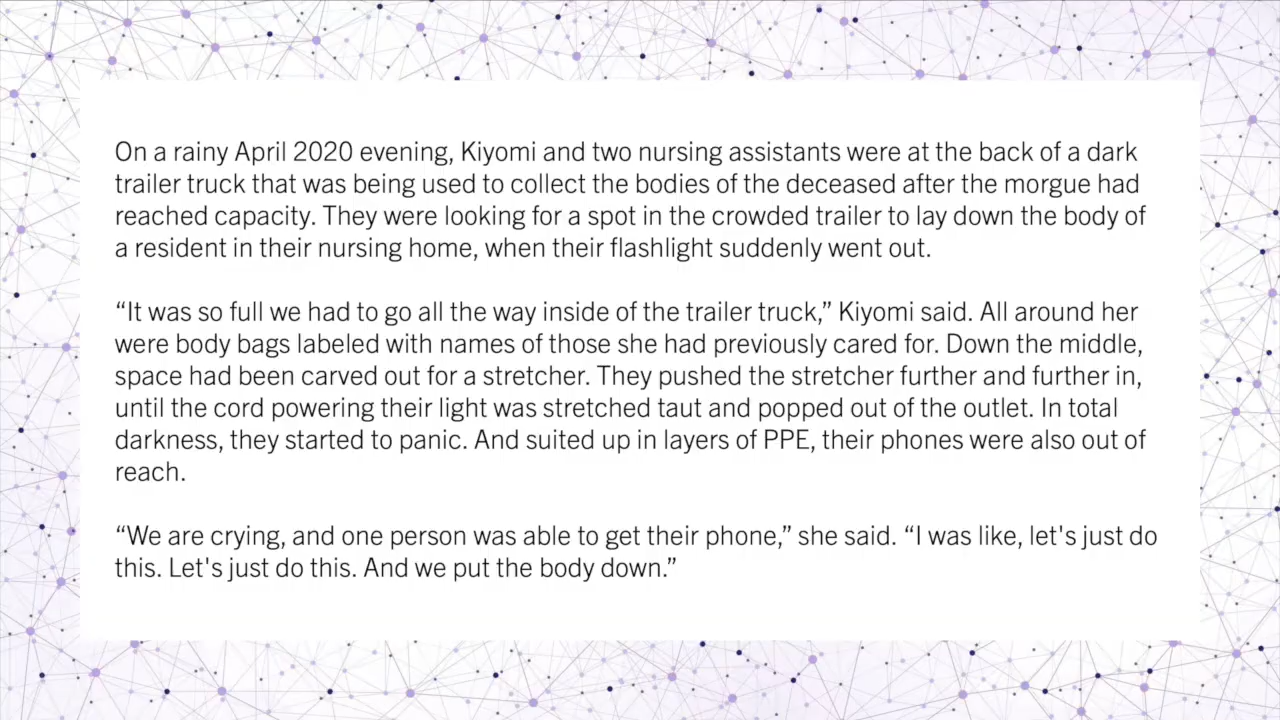 On a rainy April 2020 evening, Kiyomi and two nursing assistants were at the back of a dark
trailer truck that was being used to collect the bodies of the deceased after the morgue had
reached capacity. They were looking for a spot in the crowded trailer to lay down the body of
a resident in their nursing home, when their flashlight suddenly went out.
“It was so full we had to go all the way inside of the trailer truck,” Kiyomi said. All around her
were body bags labeled with names of those she had previously cared for. Down the middle,
space had been carved out for a stretcher. They pushed the stretcher further and further in,
until the cord powering their light was stretched taut and popped out of the outlet. In total
darkness, they started to panic. And suited up in layers of PPE, their phones were also out of
reach.
“We are crying, and one person was able to get their phone,” she said. “I was like, let's just do
this. Let's just do this. And we put the body down.”